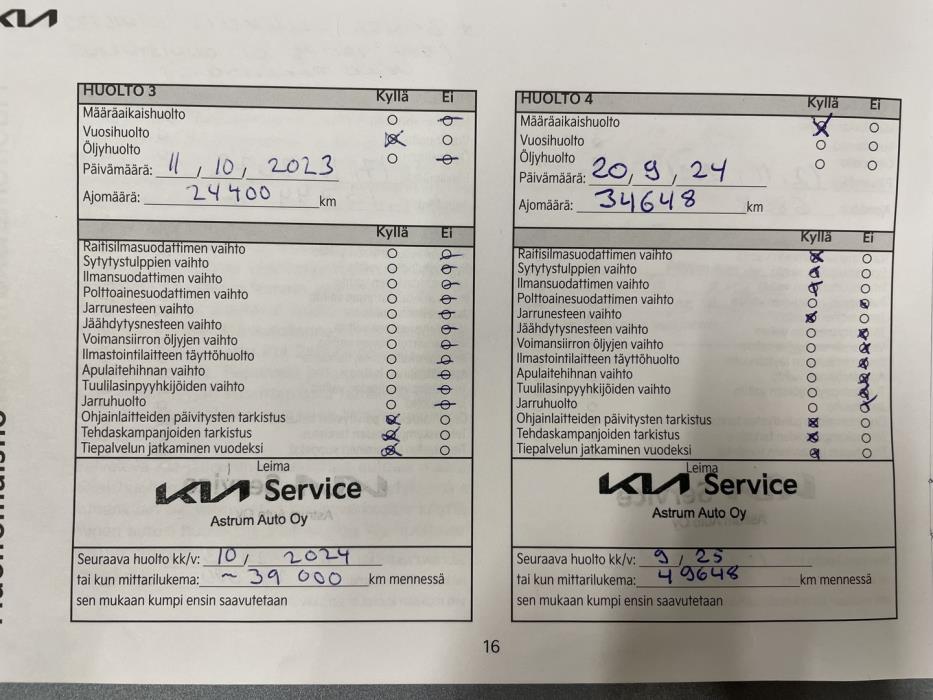 KIA
HUOLTO 3
Kyllä Ei
Määräaikaishuolto
Vuosihuolto
Öljyhuolto
Päivämäärä: 11, 10, 2023
Ajomäärä: 24400 km
Kyllä Ei
Raitisilmasuodattimen vaihto
Sytytystulppien vaihto
Ilmansuodattimen vaihto
Polttoainesuodattimen vaihto
Jarrunesteen vaihto
Jäähdytysnesteen vaihto
Voimansiirron öljyjen vaihto
Ilmastointilaitteen täyttöhuolto
Apulaitehihnan vaihto
Tuulilasinpyyhkijöiden vaihto
Jarruhuolto
Ohjainlaitteiden päivitysten tarkistus
Tehdaskampanjoiden tarkistus
Tiepalvelun jatkaminen vuodeksi
Leima
KIA Service
Astrum Auto Oy
Seuraava huolto kk/v: 10 / 2024
tai kun mittarilukema: ~ 39 000 km mennessä
sen mukaan kumpi ensin saavutetaan
HUOLTO 4
Kyllä Ei
Määräaikaishuolto
Vuosihuolto
Öljyhuolto
Päivämäärä: 20, 9, 24
Ajomäärä: 34648 km
Kyllä Ei
Raitisilmasuodattimen vaihto
Sytytystulppien vaihto
Ilmansuodattimen vaihto
Polttoainesuodattimen vaihto
Jarrunesteen vaihto
Jäähdytysnesteen vaihto
Voimansiirron öljyjen vaihto
Ilmastointilaitteen täyttöhuolto
Apulaitehihnan vaihto
Tuulilasinpyyhkijöiden vaihto
Jarruhuolto
Ohjainlaitteiden päivitysten tarkistus
Tehdaskampanjoiden tarkistus
Tiepalvelun jatkaminen vuodeksi
Leima
KIA Service
Astrum Auto Oy
Seuraava huolto kk/v: 9 / 25
tai kun mittarilukema: 49648 km mennessä
sen mukaan kumpi ensin saavutetaan
16